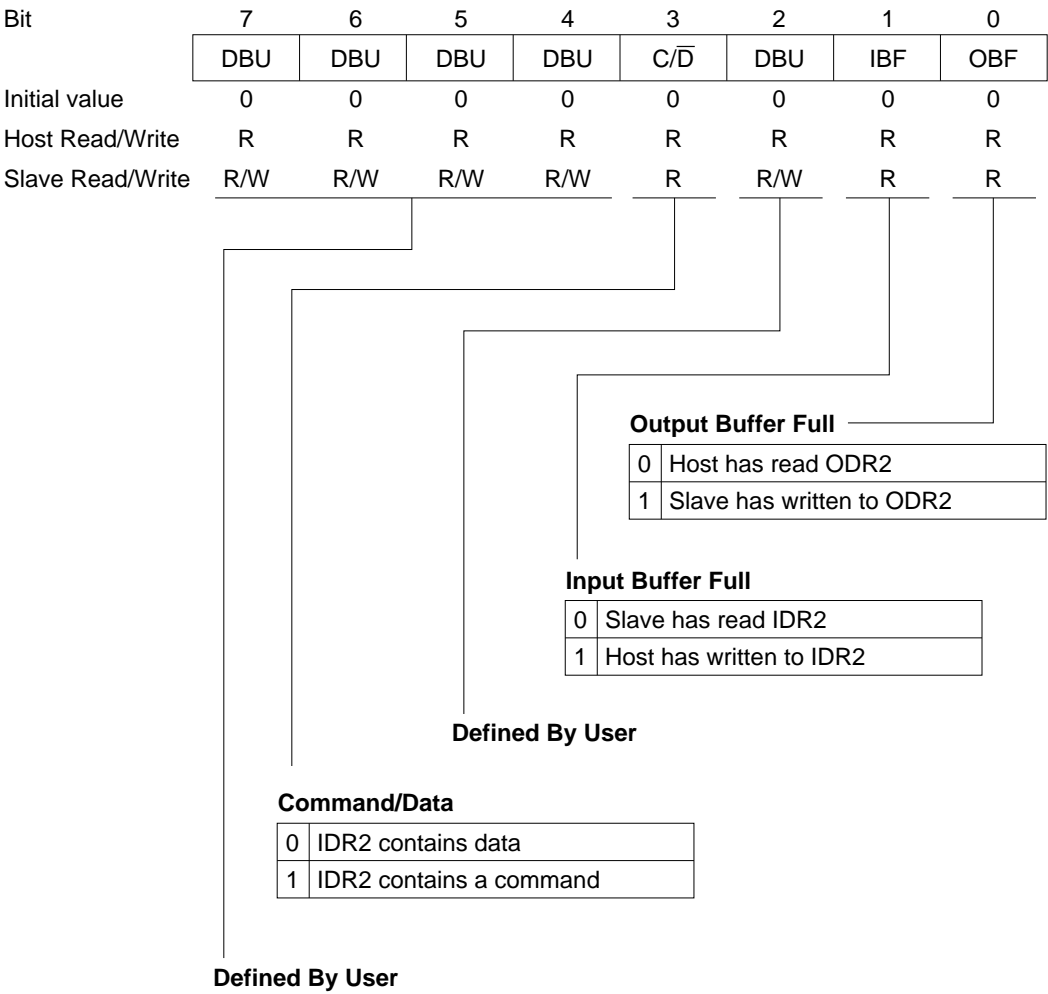 Bit 7 6 5 4 3 2 1 0
DBU DBU DBU DBU C/D̅ DBU IBF OBF
Initial value 0 0 0 0 0 0 0 0
Host Read/Write R R R R R R R R
Slave Read/Write R/W R/W R/W R/W R R/W R R
Output Buffer Full
0 Host has read ODR2
1 Slave has written to ODR2
Input Buffer Full
0 Slave has read IDR2
1 Host has written to IDR2
Defined By User
Command/Data
0 IDR2 contains data
1 IDR2 contains a command
Defined By User